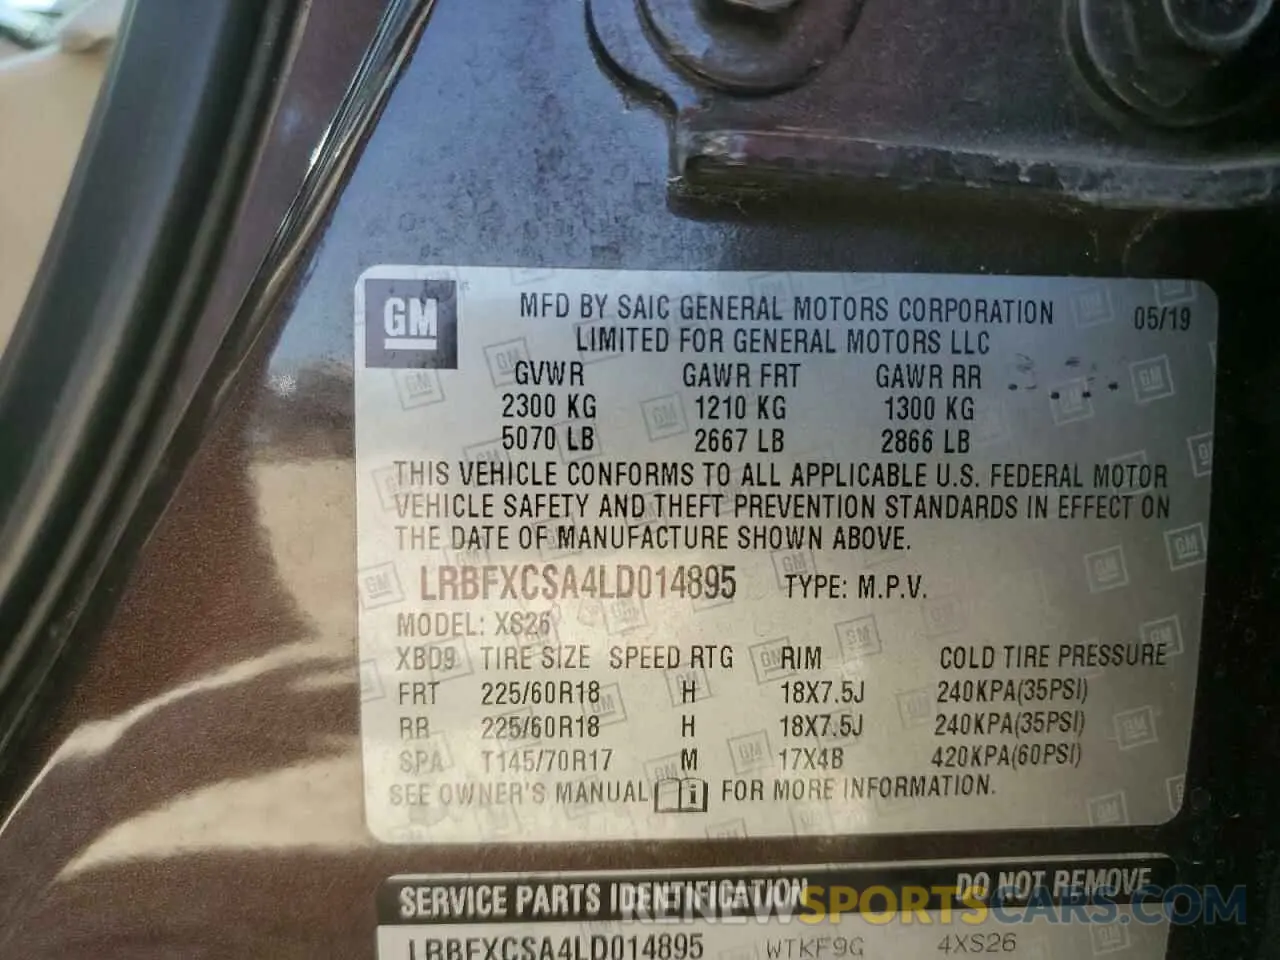 GM
MFD BY SAIC GENERAL MOTORS CORPORATION 05/19
LIMITED FOR GENERAL MOTORS LLC
GVWR GAWR FRT GAWR RR
2300 KG 1210 KG 1300 KG
5070 LB 2667 LB 2866 LB
THIS VEHICLE CONFORMS TO ALL APPLICABLE U.S. FEDERAL MOTOR
VEHICLE SAFETY AND THEFT PREVENTION STANDARDS IN EFFECT ON
THE DATE OF MANUFACTURE SHOWN ABOVE.
LRBFXCSA4LD014895 TYPE: M.P.V.
MODEL: XS26
XBD9 TIRE SIZE SPEED RTG RIM COLD TIRE PRESSURE
FRT 225/60R18 H 18X7.5J 240KPA(35PSI)
RR 225/60R18 H 18X7.5J 240KPA(35PSI)
SPA T145/70R17 M 17X4B 420KPA(60PSI)
SEE OWNER'S MANUAL i FOR MORE INFORMATION.
SERVICE PARTS IDENTIFICATION DO NOT REMOVE
RENEWSPORTSCARS.COM
LRBFXCSA4LD014895 WTKF9G 4XS26